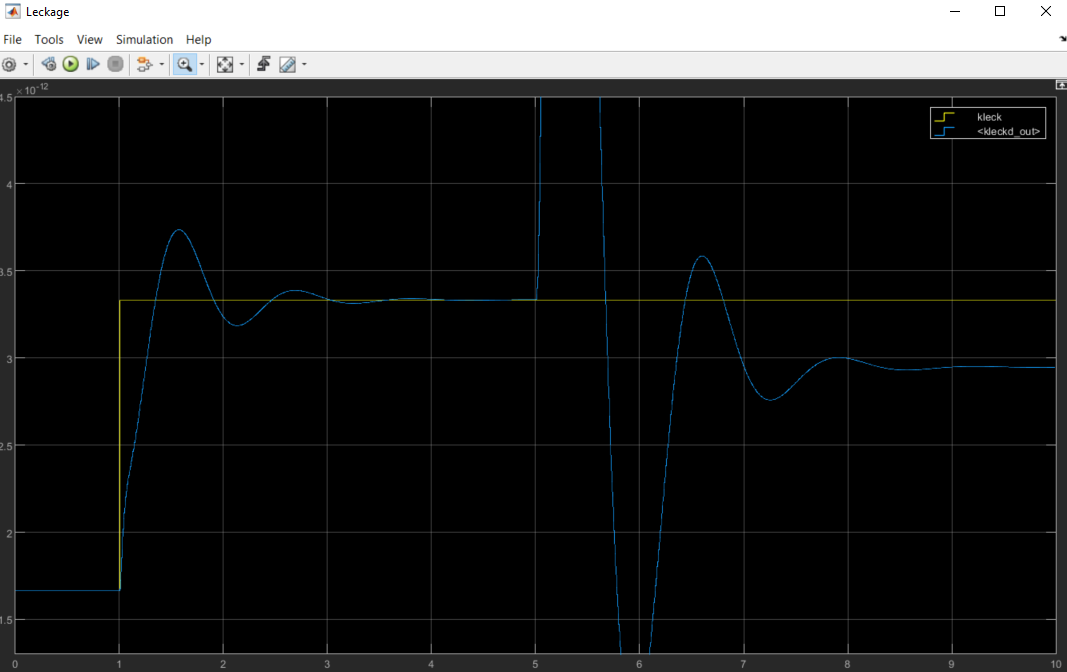 Leckage
File Tools View Simulation Help
×10⁻¹²
4.5
kleck
<kleckd_out>
4
3.5
3
2.5
2
1.5
0 1 2 3 4 5 6 7 8 9 10